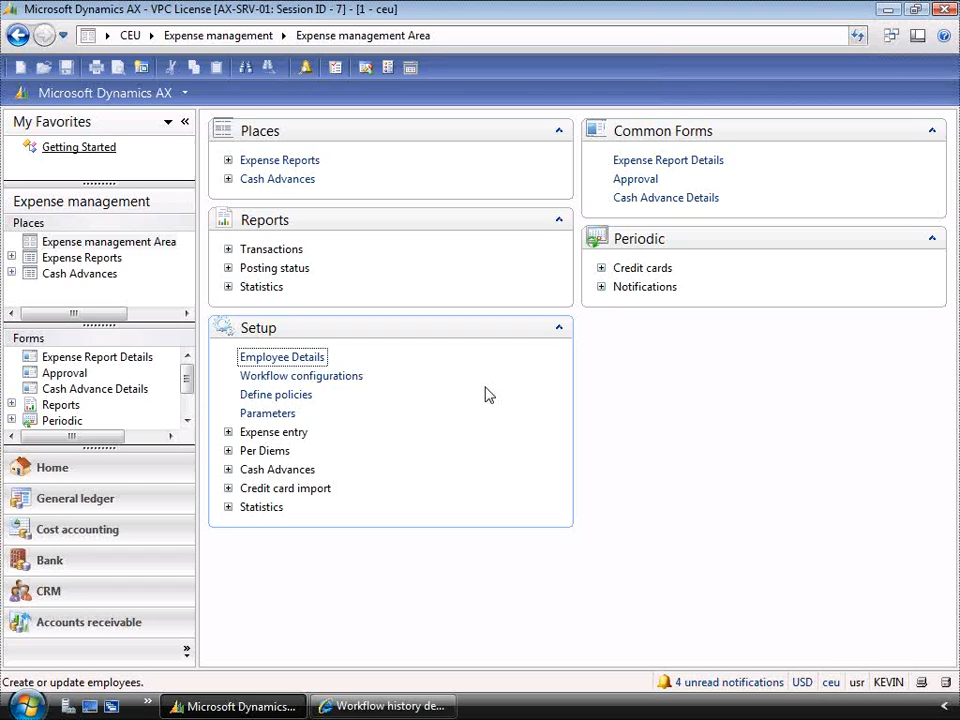 Microsoft Dynamics AX - VPC License [AX-SRV-01: Session ID - 7] - [1 - ceu]
CEU Expense management Expense management Area
Microsoft Dynamics AX
My Favorites
Getting Started
Expense management
Places
Expense management Area
Expense Reports
Cash Advances
Forms
Expense Report Details
Approval
Cash Advance Details
Reports
Periodic
Home
General ledger
Cost accounting
Bank
CRM
Accounts receivable
Places
Expense Reports
Cash Advances
Reports
Transactions
Posting status
Statistics
Setup
Employee Details
Workflow configurations
Define policies
Parameters
Expense entry
Per Diems
Cash Advances
Credit card import
Statistics
Common Forms
Expense Report Details
Approval
Cash Advance Details
Periodic
Credit cards
Notifications
Create or update employees.
4 unread notifications USD ceu usr KEVIN
Microsoft Dynamics... Workflow history de...